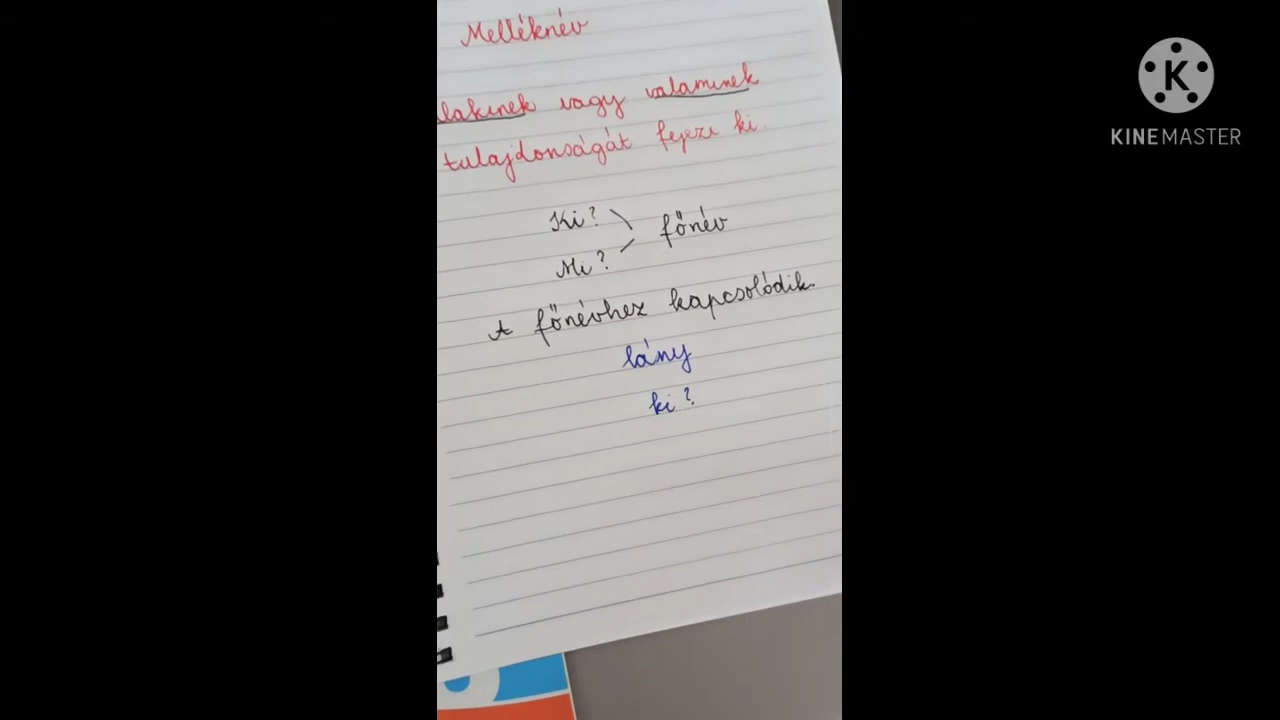 Melléknév
lakinek vagy valaminek
tulajdonságát fejezi ki.
Ki?
főnév
Mi?
A főnévhez kapcsolódik.
lány
ki?
K
KINEMASTER